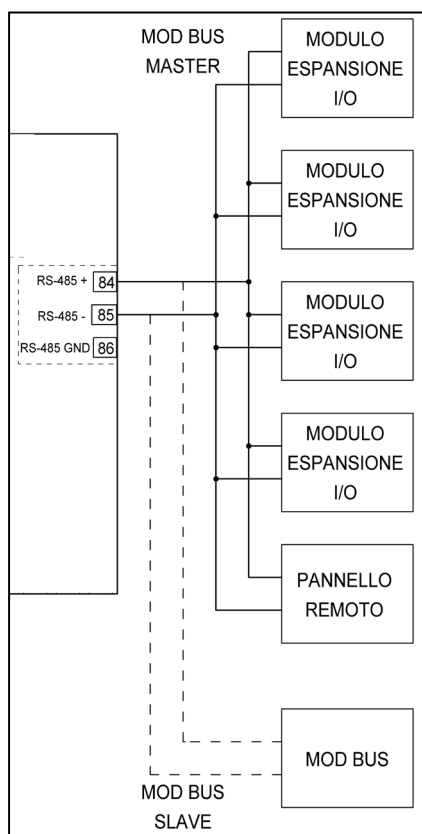 MOD BUS
MASTER
MODULO
ESPANSIONE
I/O
MODULO
ESPANSIONE
I/O
RS-485 + 84
RS-485 - 85
RS-485 GND 86
MODULO
ESPANSIONE
I/O
MODULO
ESPANSIONE
I/O
PANNELLO
REMOTO
MOD BUS
MOD BUS
SLAVE